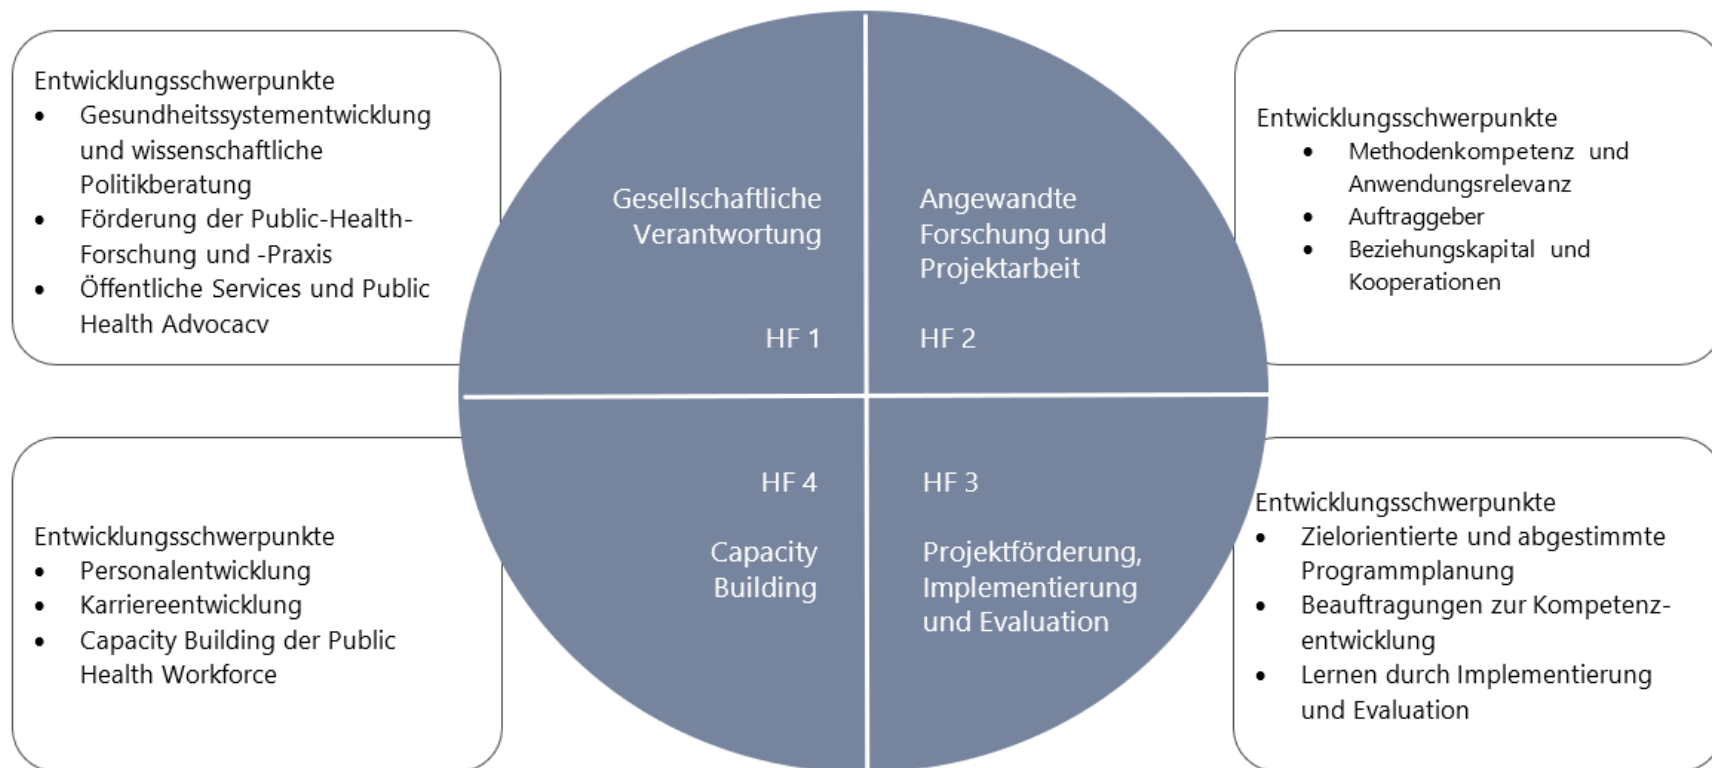 Entwicklungsschwerpunkte
• Gesundheitssystementwicklung
und wissenschaftliche
Politikberatung
• Förderung der Public-Health-
Forschung und -Praxis
• Öffentliche Services und Public
Health Advocacy
Gesellschaftliche
Verantwortung
HF 1
Angewandte
Forschung und
Projektarbeit
HF 2
Entwicklungsschwerpunkte
• Methodenkompetenz und
Anwendungsrelevanz
• Auftraggeber
• Beziehungskapital und
Kooperationen
Entwicklungsschwerpunkte
• Personalentwicklung
• Karriereentwicklung
• Capacity Building der Public
Health Workforce
HF 4
Capacity
Building
HF 3
Projektförderung,
Implementierung
und Evaluation
Entwicklungsschwerpunkte
• Zielorientierte und abgestimmte
Programmplanung
• Beauftragungen zur Kompetenz-
entwicklung
• Lernen durch Implementierung
und Evaluation